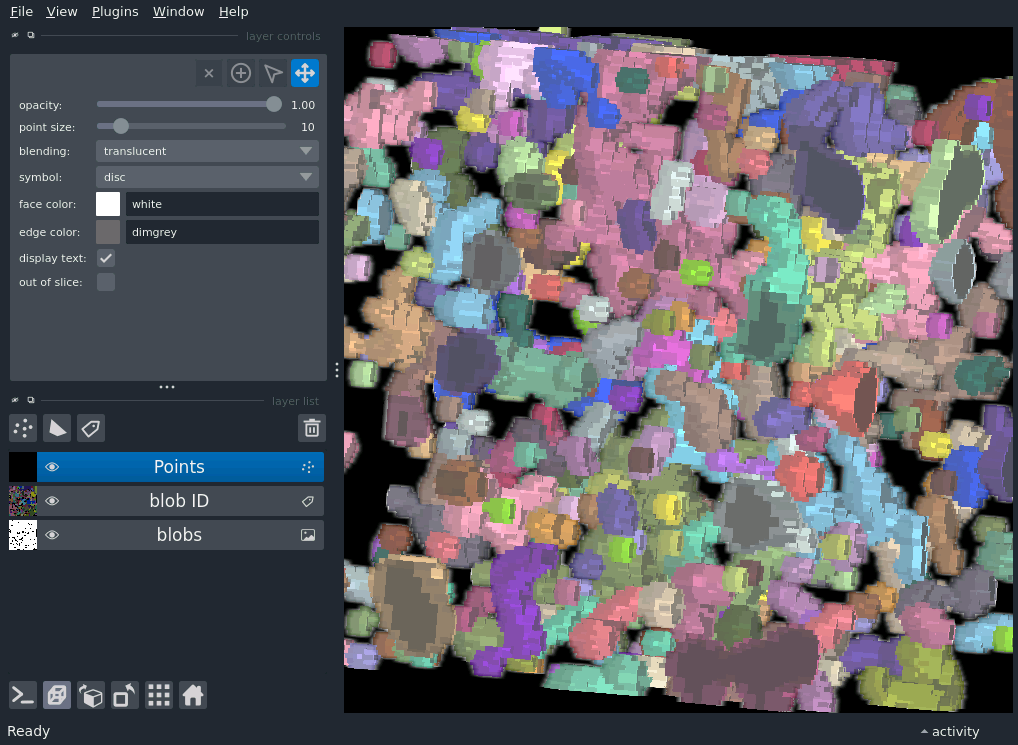 File View Plugins Window Help
layer controls
opacity: 1.00
point size: 10
blending: translucent
symbol: disc
face color: white
edge color: dimgrey
display text:
out of slice:
layer list
Points
blob ID
blobs
Ready activity